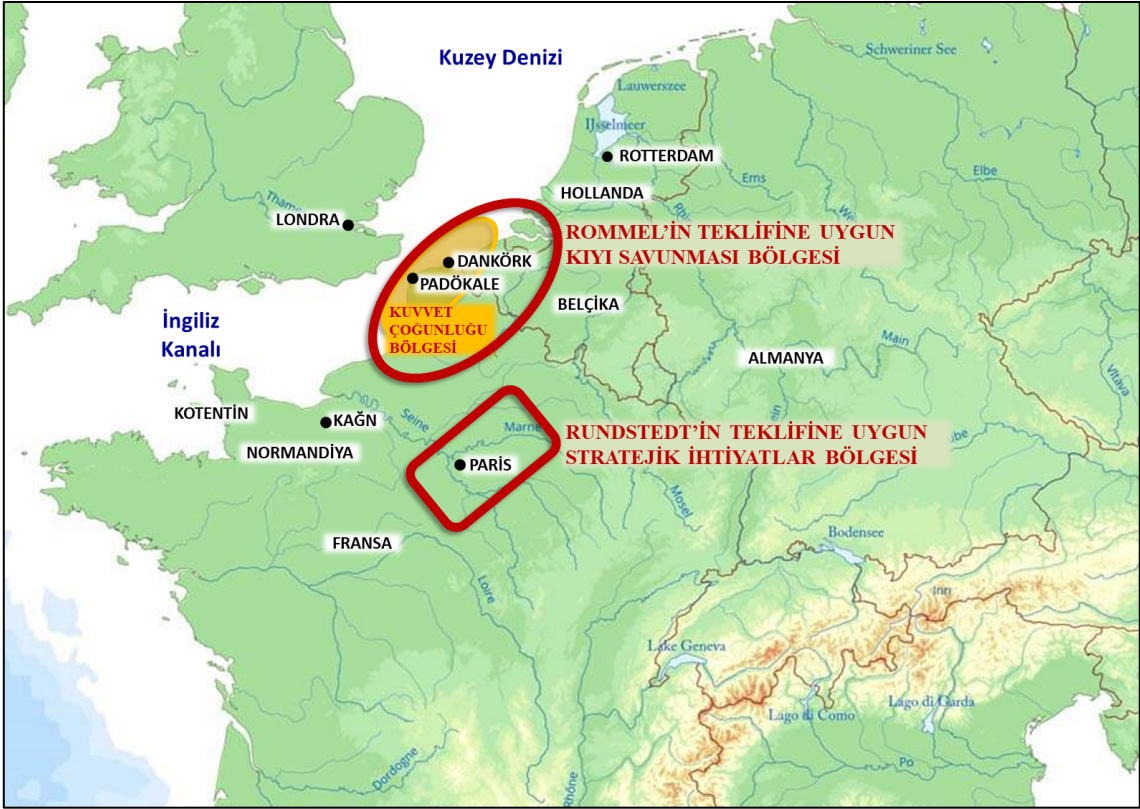 Kuzey Denizi
Schweriner See
Lauwerszee
IJsselmeer
ROTTERDAM
Ems
Elbe
HOLLANDA
Thames
LONDRA
ROMMEL’İN TEKLİFİNE UYGUN
KIYI SAVUNMASI BÖLGESİ
DANKÖRK
PADÖKALE
BELÇİKA
KUVVET
ÇOĞUNLUĞU
BÖLGESİ
İngiliz
Kanalı
Main
ALMANYA
Vltava
KOTENTİN
KAĞN
Seine
Marne
NORMANDİYA
PARİS
RUNDSTEDT’İN TEKLİFİNE UYGUN
STRATEJİK İHTİYATLAR BÖLGESİ
Mosel
FRANSA
Bodensee
Loire
Inn
Lake Geneva
Lago di Como
Lago di Garda
Dordogne
Po
Rhône